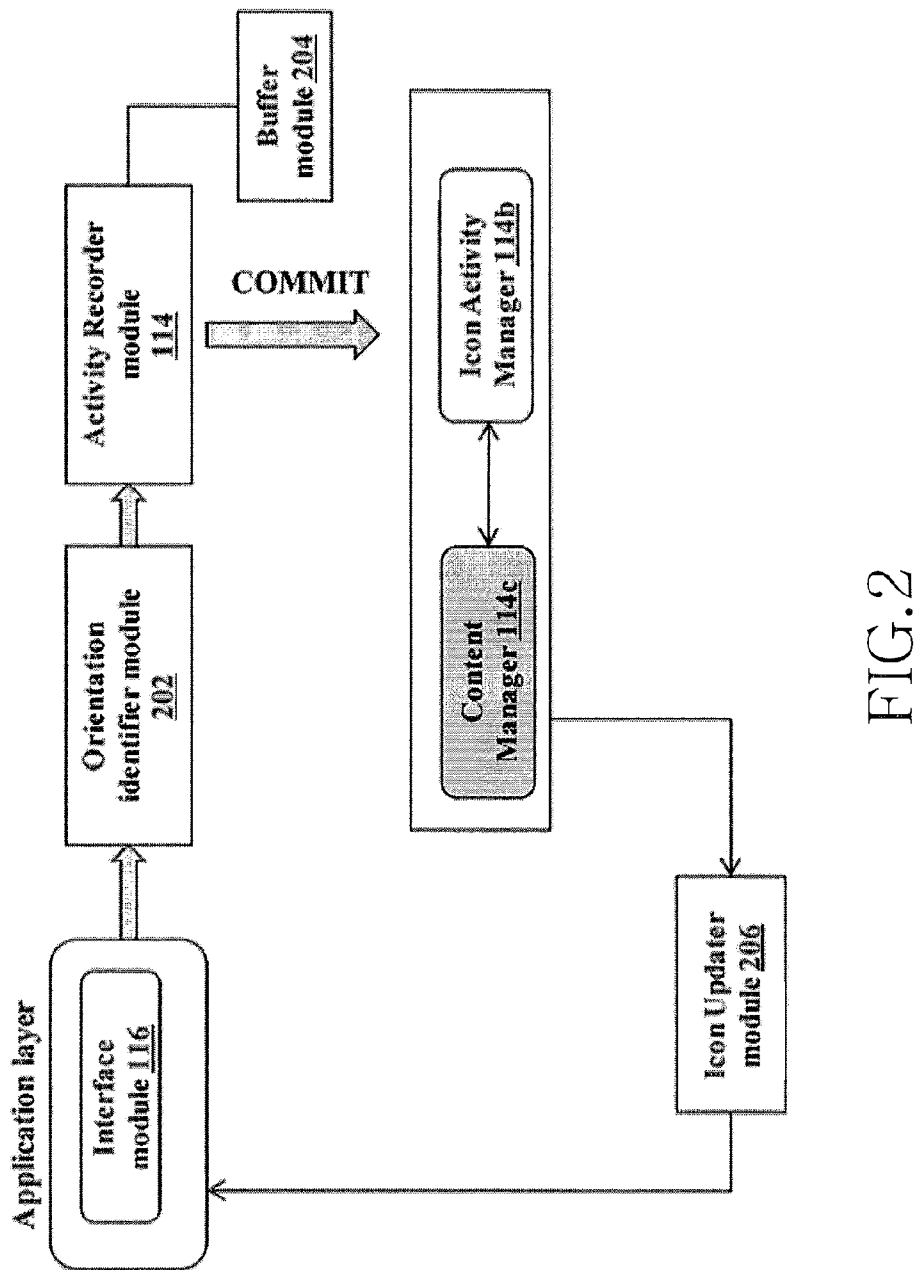 Application layer
Interface
module 116
Orientation
identifier module
202
Activity Recorder
module
114
Buffer
module 204
COMMIT
Content
Manager 114c
Icon Activity
Manager 114b
Icon Updater
module 206
FIG.2